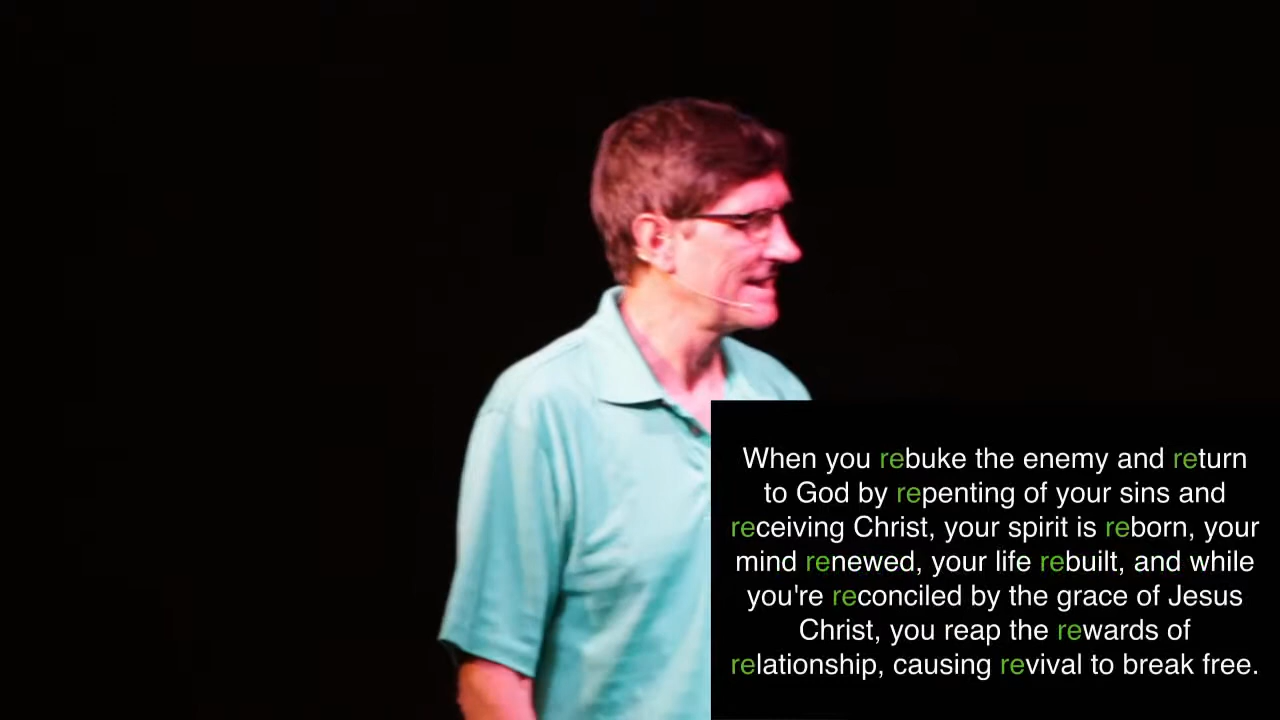 When you rebuke the enemy and return
to God by repenting of your sins and
receiving Christ, your spirit is reborn, your
mind renewed, your life rebuilt, and while
you're reconciled by the grace of Jesus
Christ, you reap the rewards of
relationship, causing revival to break free.